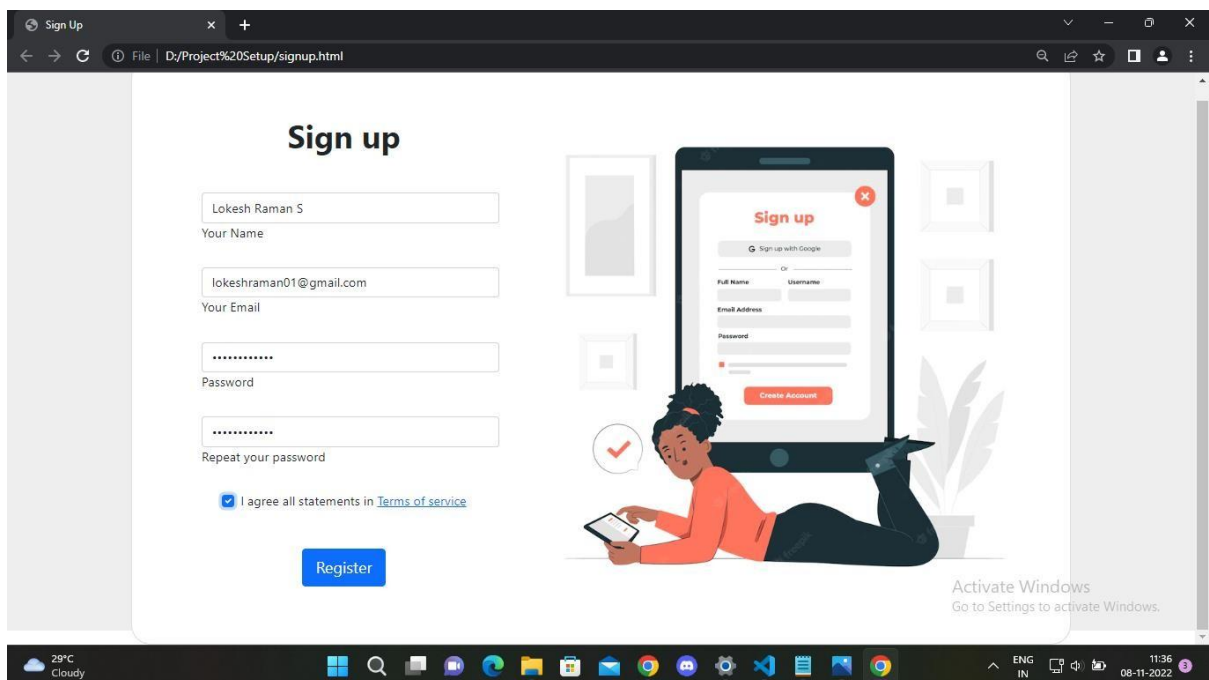 Sign Up
File
D:/Project%20Setup/signup.html
Sign up
Lokesh Raman S
Your Name
lokeshraman01@gmail.com
Your Email
••••••••••••
Password
••••••••••••
Repeat your password
I agree all statements in Terms of service
Register
Sign up
G Sign up with Google
Or
Full Name Username
Email Address
Password
Create Account
freepik
Activate Windows
Go to Settings to activate Windows.
29°C
Cloudy
ENG
IN
11:36
08-11-2022
3